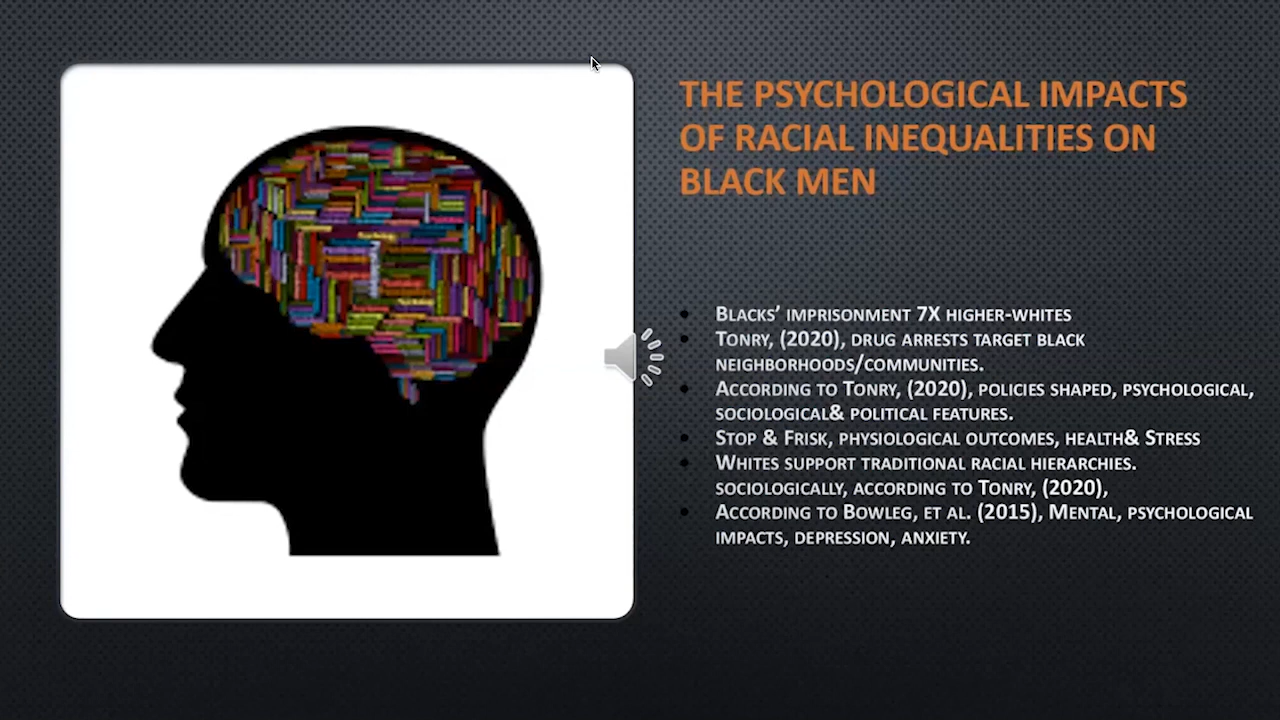 THE PSYCHOLOGICAL IMPACTS
OF RACIAL INEQUALITIES ON
BLACK MEN
• BLACKS' IMPRISONMENT 7X HIGHER-WHITES
• TONRY, (2020), DRUG ARRESTS TARGET BLACK
NEIGHBORHOODS/COMMUNITIES.
• ACCORDING TO TONRY, (2020), POLICIES SHAPED, PSYCHOLOGICAL,
SOCIOLOGICAL& POLITICAL FEATURES.
• STOP & FRISK, PHYSIOLOGICAL OUTCOMES, HEALTH& STRESS
• WHITES SUPPORT TRADITIONAL RACIAL HIERARCHIES.
SOCIOLOGICALLY, ACCORDING TO TONRY, (2020),
• ACCORDING TO BOWLEG, ET AL. (2015), MENTAL, PSYCHOLOGICAL
IMPACTS, DEPRESSION, ANXIETY.